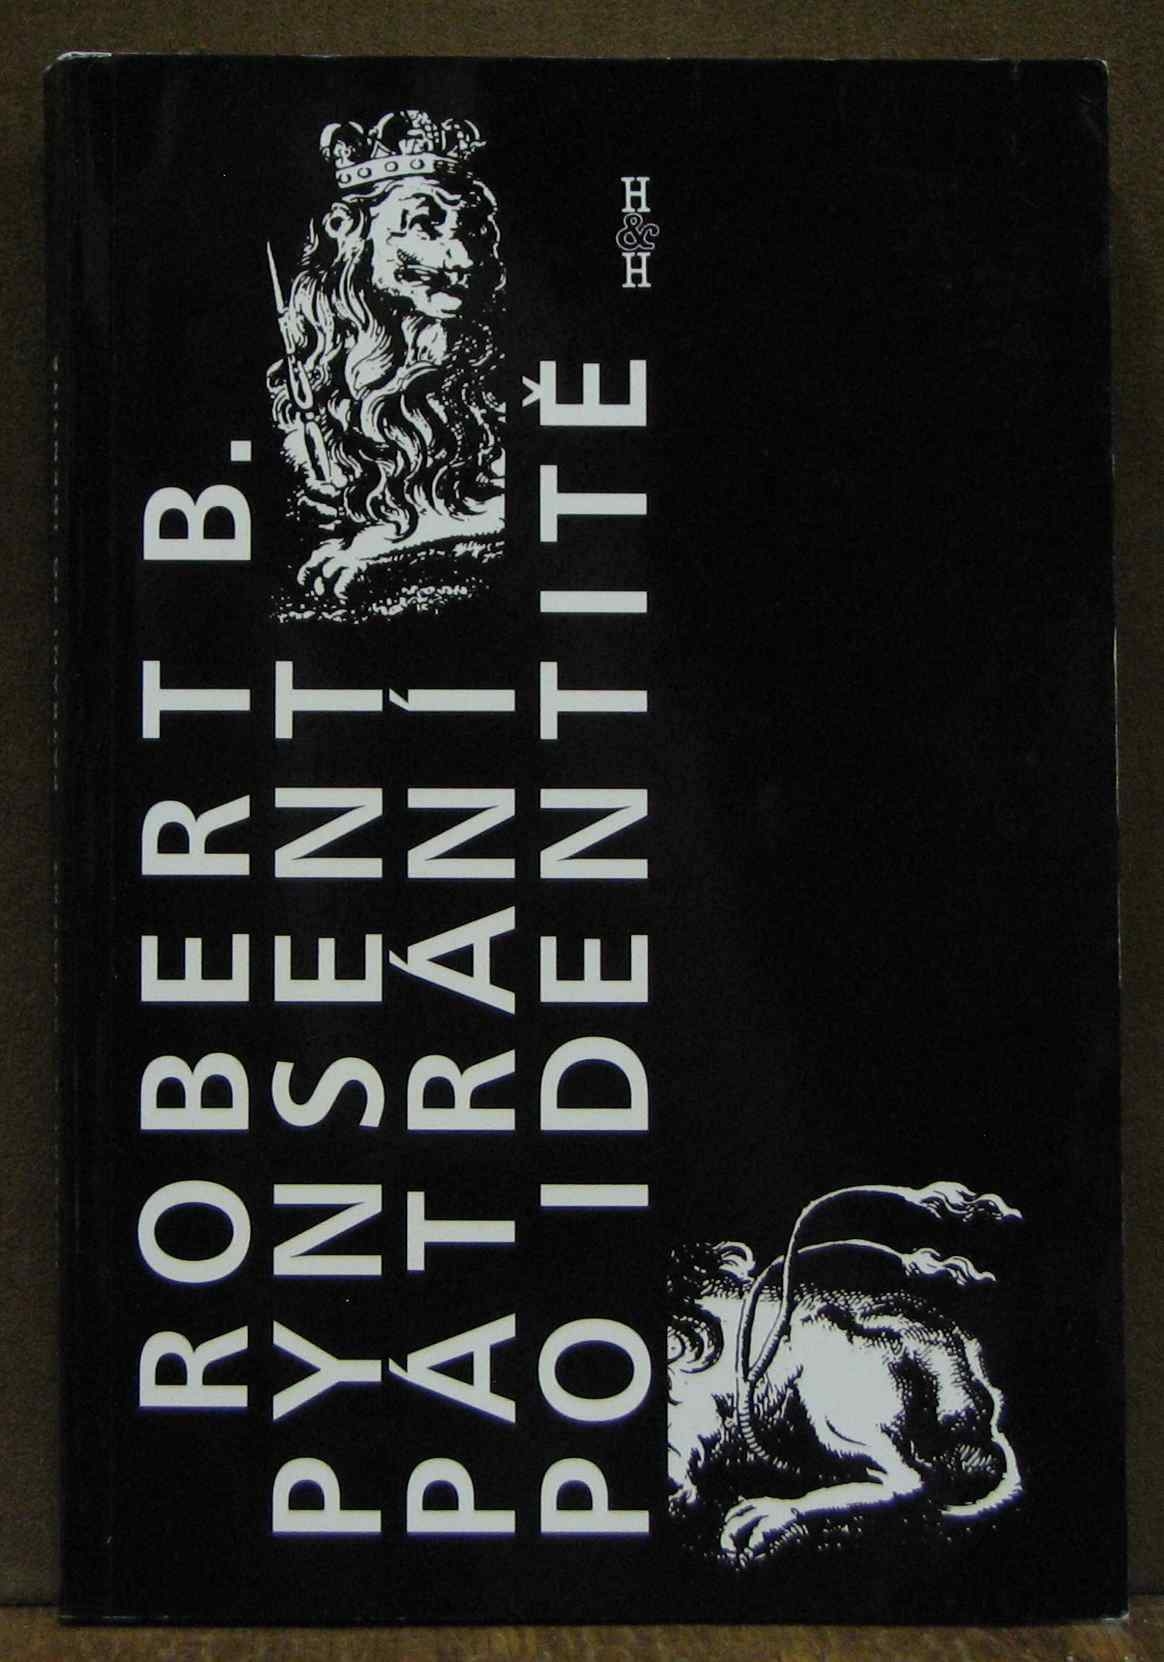 ROBERT B.
PYNSENT
PÁTRÁNÍ
PO IDENTITĚ
H
&
H